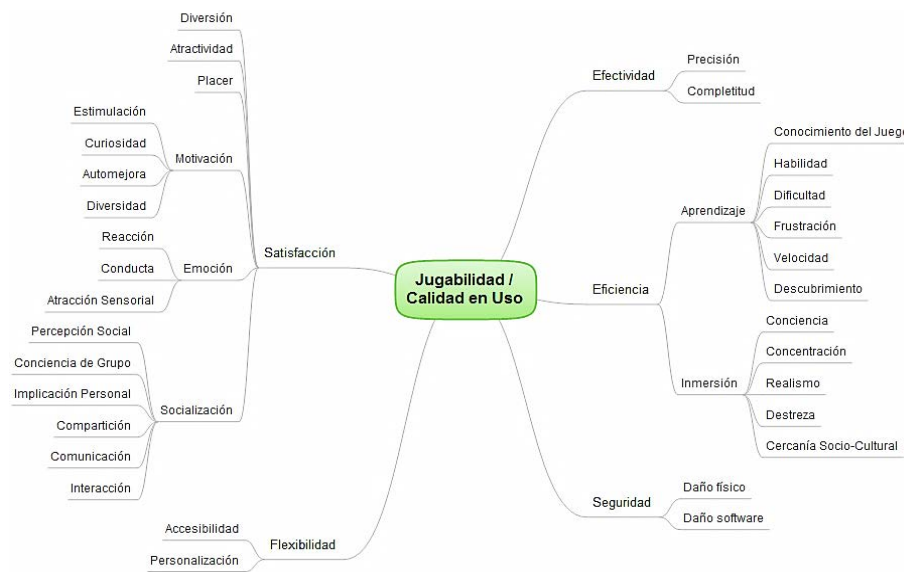 Jugabilidad /
Calidad en Uso
Satisfacción
Diversión
Atractividad
Placer
Motivación
Estimulación
Curiosidad
Automejora
Diversidad
Emoción
Reacción
Conducta
Atracción Sensorial
Socialización
Percepción Social
Conciencia de Grupo
Implicación Personal
Compartición
Comunicación
Interacción
Flexibilidad
Accesibilidad
Personalización
Efectividad
Precisión
Completitud
Eficiencia
Aprendizaje
Conocimiento del Juego
Habilidad
Dificultad
Frustración
Velocidad
Descubrimiento
Inmersión
Conciencia
Concentración
Realismo
Destreza
Cercanía Socio-Cultural
Seguridad
Daño físico
Daño software